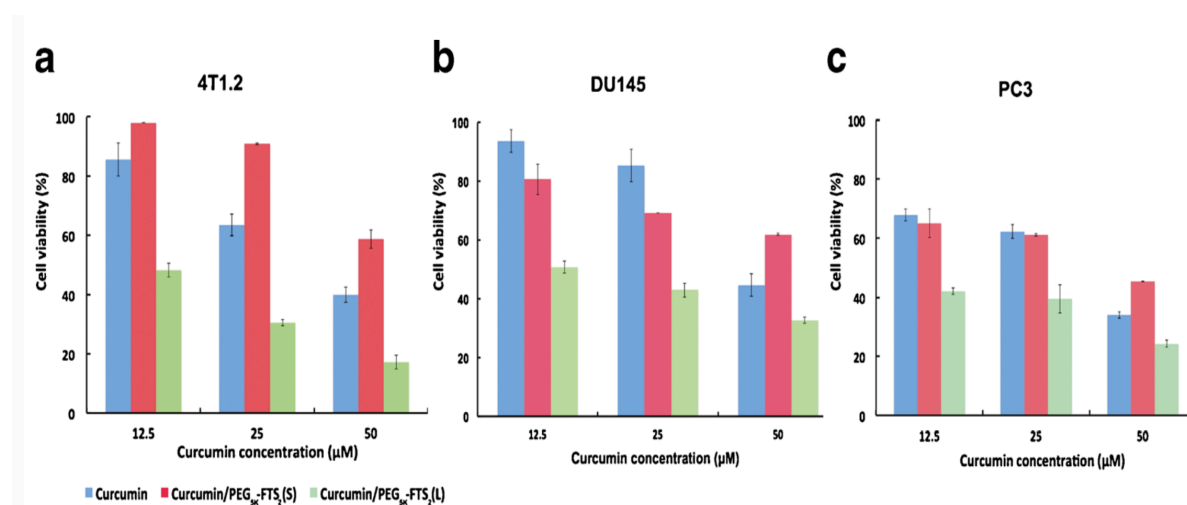 a
4T1.2
Cell viability (%)
100
80
60
40
20
0
12.5 25 50
Curcumin concentration (μM)
b
DU145
Cell viability (%)
100
80
60
40
20
0
12.5 25 50
Curcumin concentration (μM)
c
PC3
Cell viability (%)
100
80
60
40
20
0
12.5 25 50
Curcumin concentration (μM)
Curcumin Curcumin/PEG5K-FTS2(S) Curcumin/PEG5K-FTS2(L)